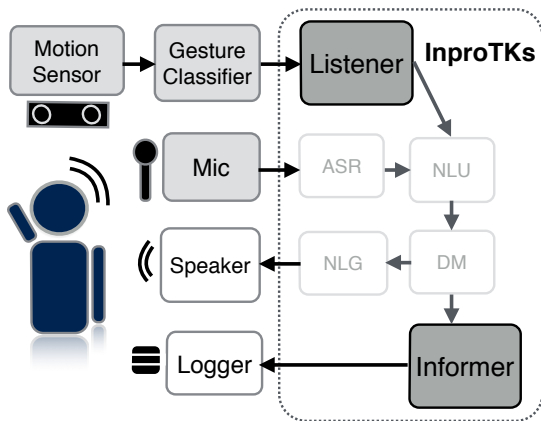 Motion
Sensor
Gesture
Classifier
Listener
InproTKs
Mic
ASR
NLU
Speaker
NLG
DM
Logger
Informer